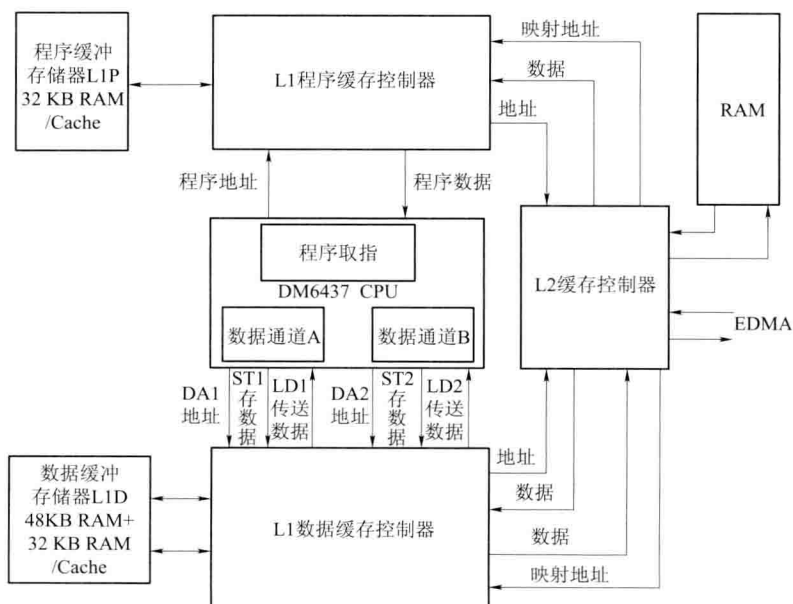 程序缓冲
存储器L1P
32 KB RAM
/Cache
L1程序缓存控制器
映射地址
数据
地址
RAM
程序地址
程序数据
程序取指
DM6437 CPU
数据通道A
数据通道B
L2缓存控制器
EDMA
DA1
地址
ST1
存数据
LD1
传送
数据
DA2
地址
ST2
存数据
LD2
传送
数据
数据缓冲
存储器L1D
48KB RAM+
32 KB RAM
/Cache
L1数据缓存控制器
地址
数据
数据
映射地址